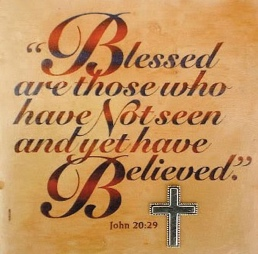 “Blessed
are those who
have Not seen
and yet have
Believed.”
John 20:29